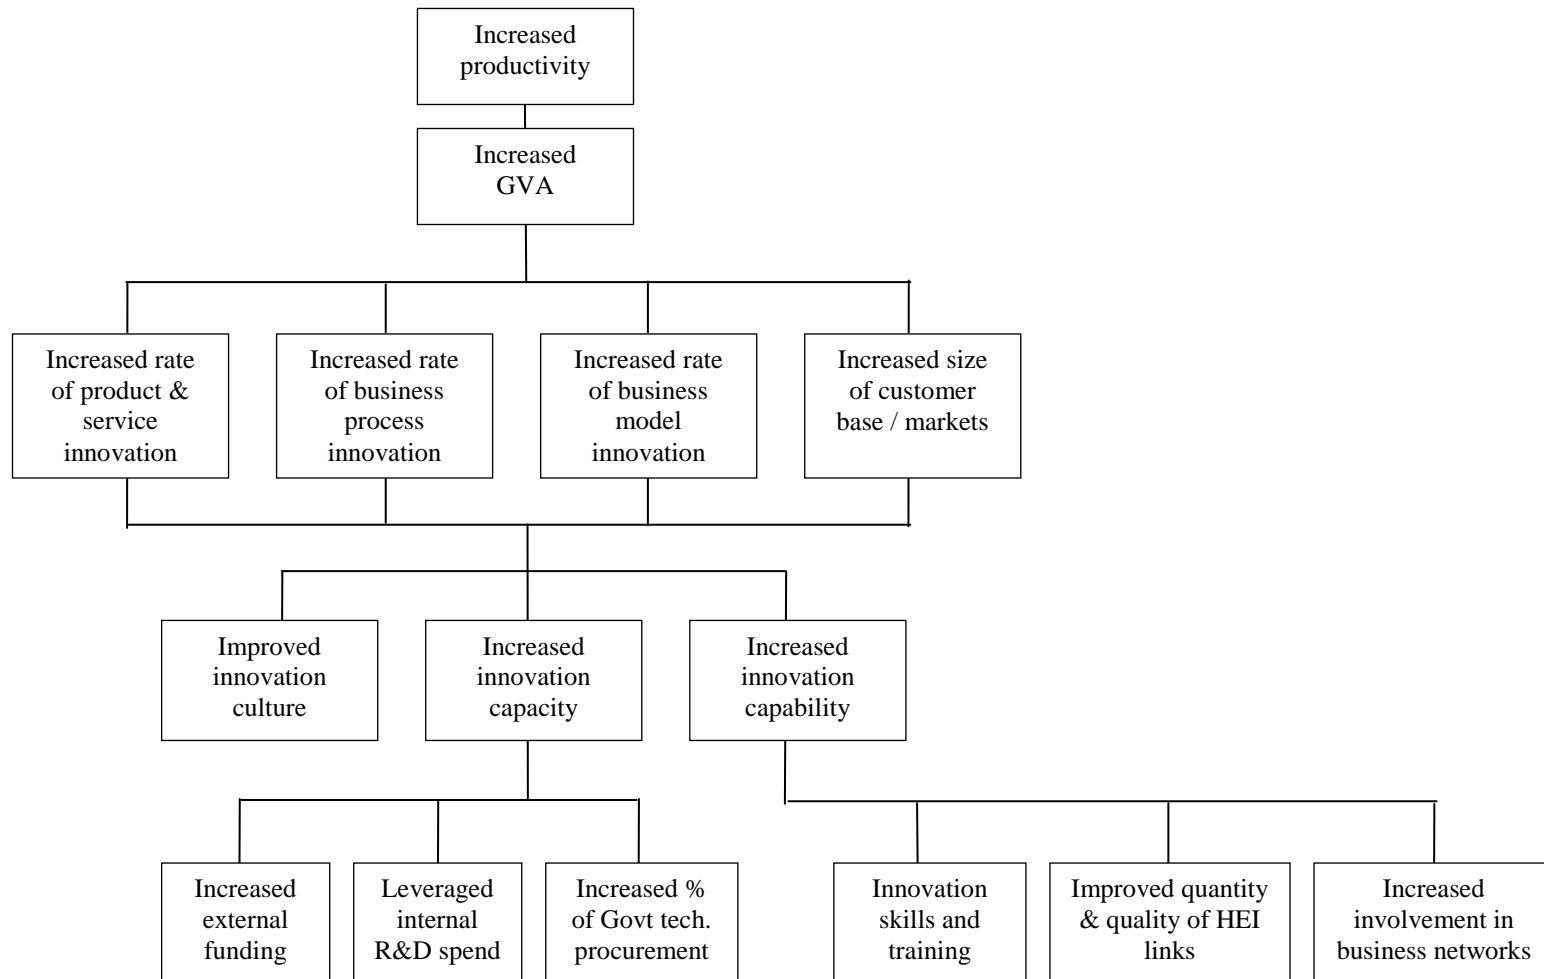 Increased
productivity
Increased
GVA
Increased rate
of product &
service
innovation
Increased rate
of business
process
innovation
Increased rate
of business
model
innovation
Increased size
of customer
base / markets
Improved
innovation
culture
Increased
innovation
capacity
Increased
innovation
capability
Increased
external
funding
Leveraged
internal
R&D spend
Increased %
of Govt tech.
procurement
Innovation
skills and
training
Improved quantity
& quality of HEI
links
Increased
involvement in
business networks